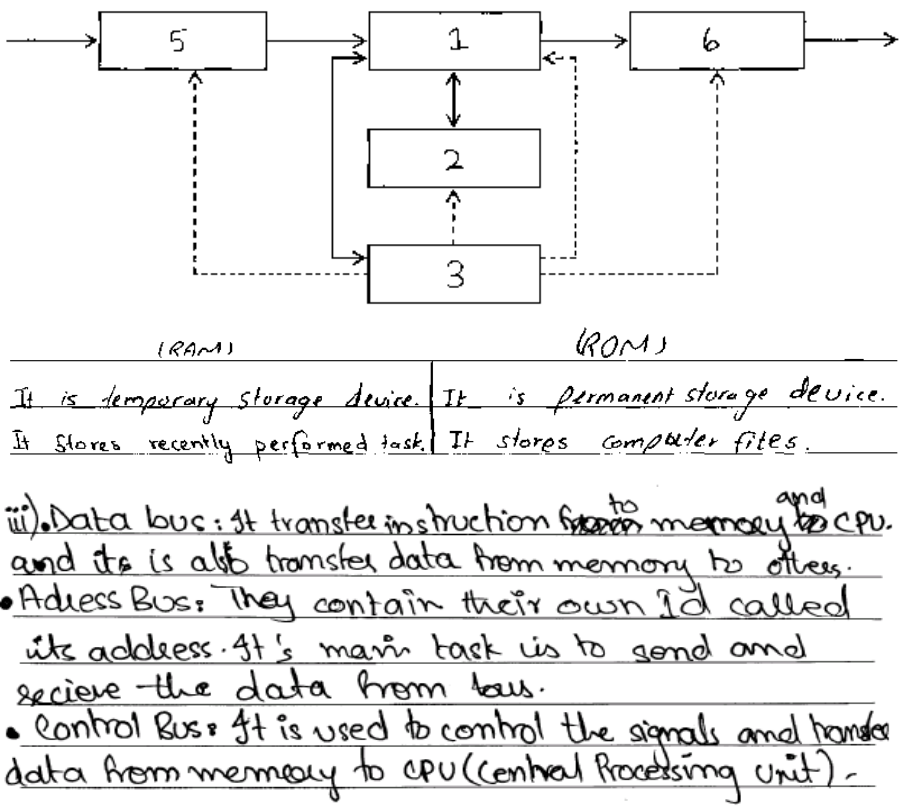 5 1 6
2
3
(RAM) (ROM)
It is temporary storage device. It is permanent storage device.
It stores recently performed task. It stores computer files.
iii).Data bus: It transfer instruction to memory and CPU.
and its is also transfer data from memory to others.
• Adress Bus: They contain their own Id called
its address. It's main task is to send and
recieve the data from bus.
• Control Bus: It is used to control the signals and transfer
data from memory to CPU (Central Processing Unit).